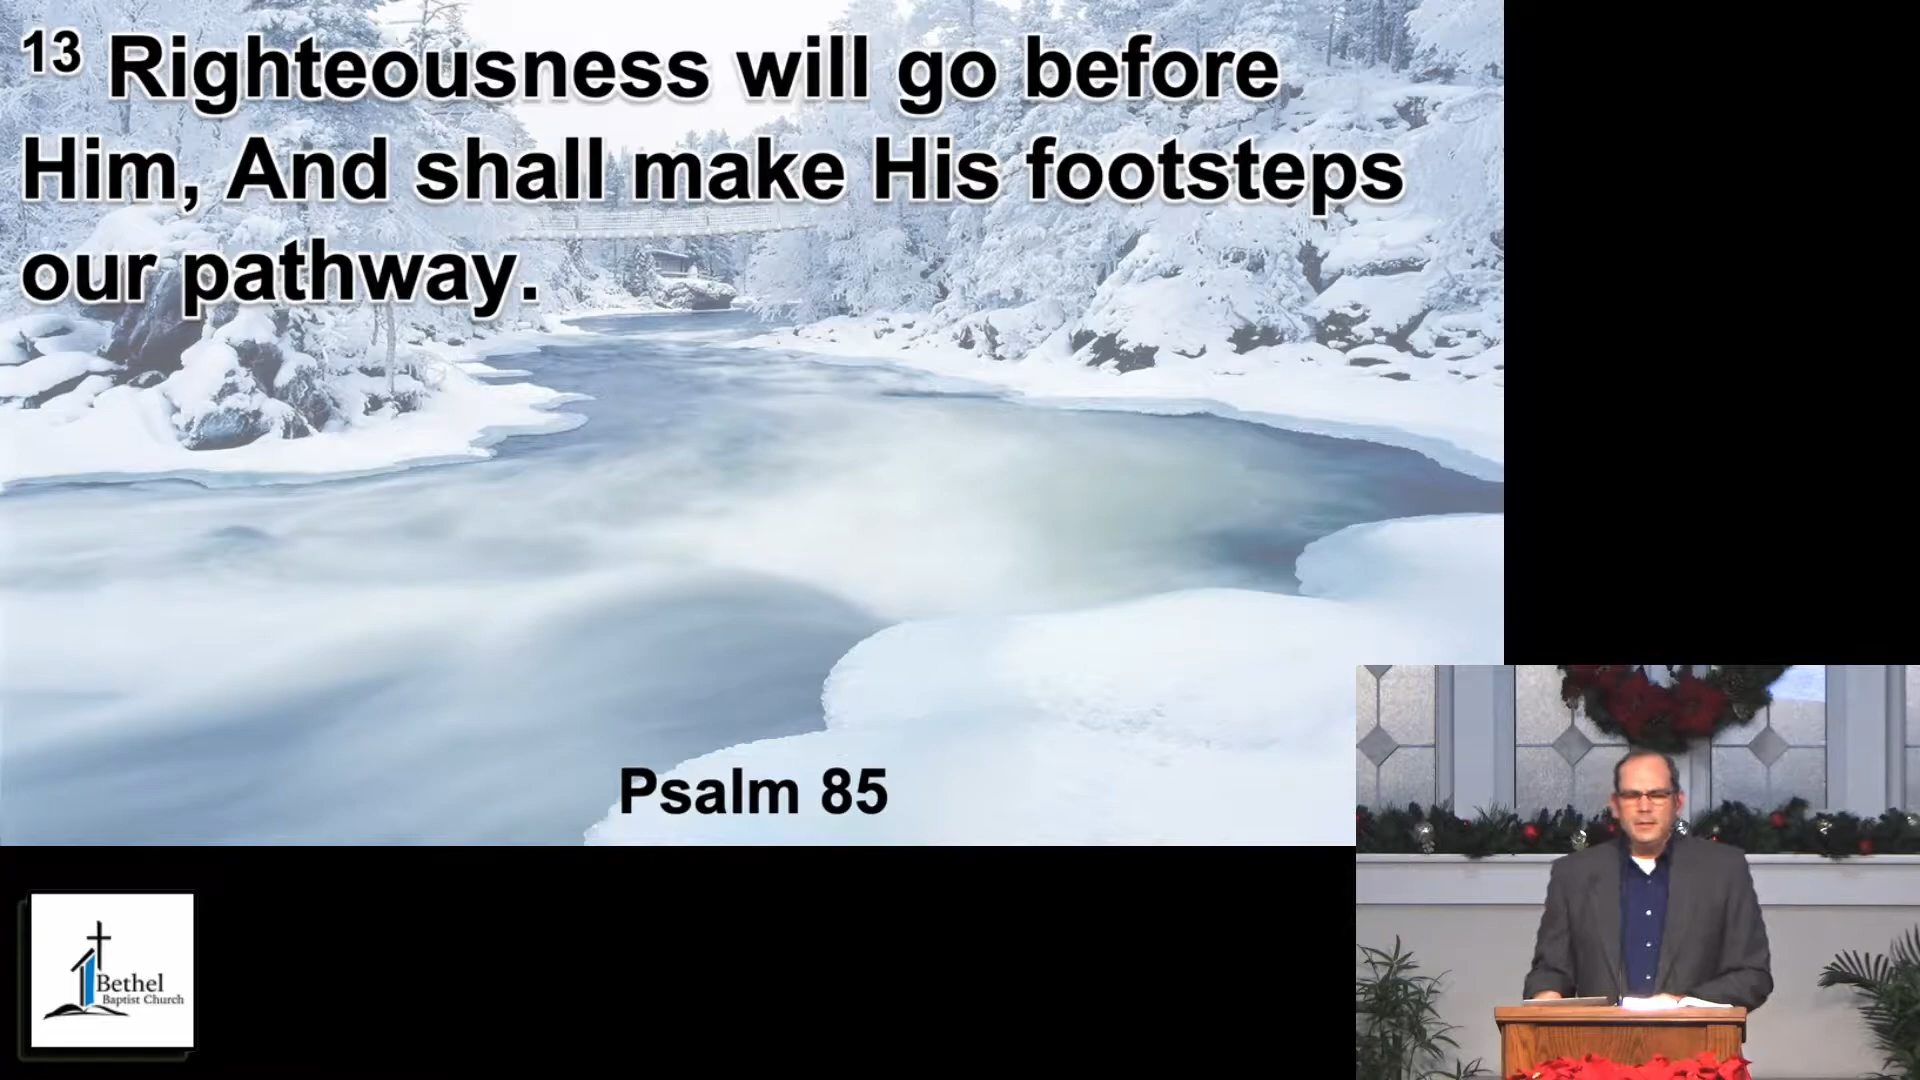 13 Righteousness will go before
Him, And shall make His footsteps
our pathway.
Psalm 85
Bethel
Baptist Church